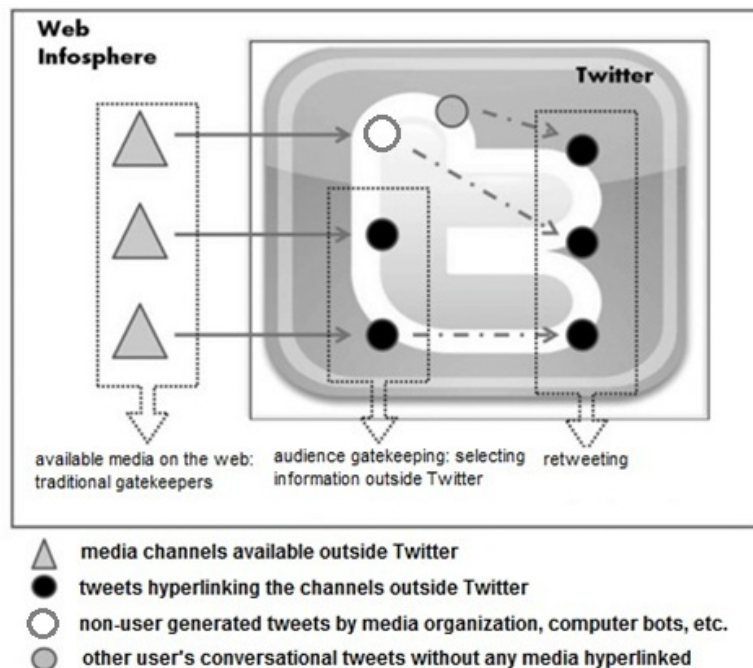 Web
Infosphere
Twitter
available media on the web:
traditional gatekeepers
audience gatekeeping: selecting
information outside Twitter
retweeting
media channels available outside Twitter
tweets hyperlinking the channels outside Twitter
non-user generated tweets by media organization, computer bots, etc.
other user's conversational tweets without any media hyperlinked